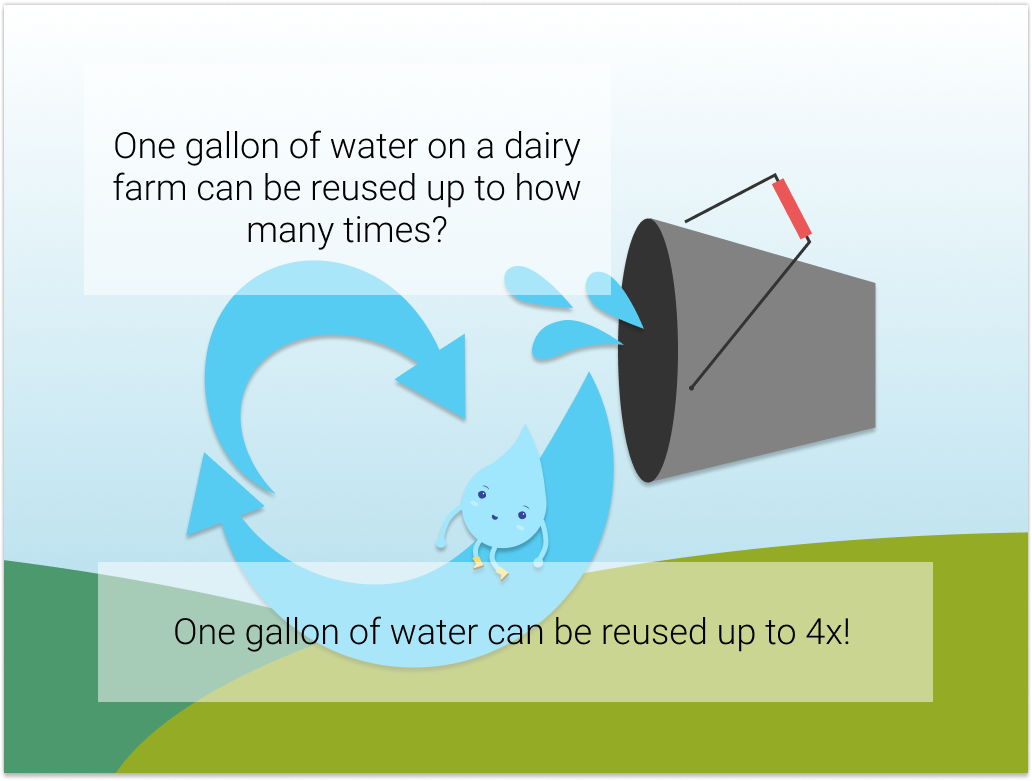 One gallon of water on a dairy
farm can be reused up to how
many times?
One gallon of water can be reused up to 4x!